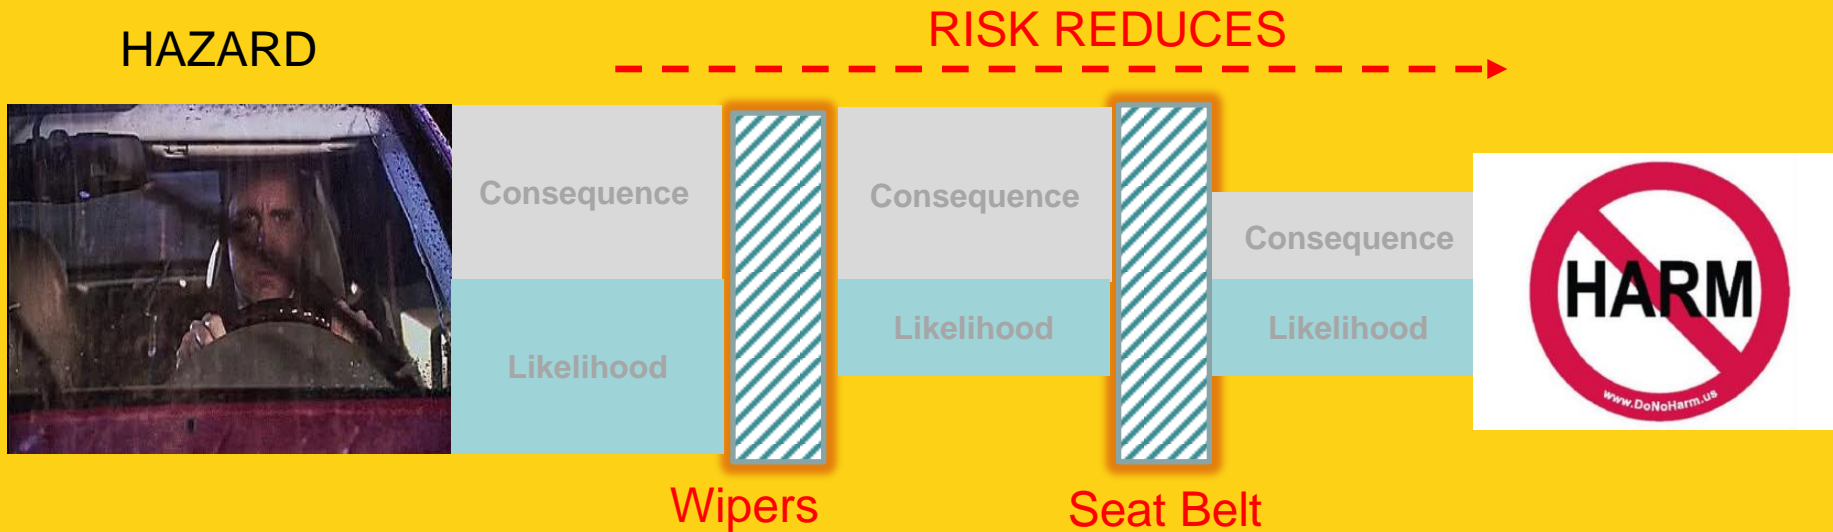 HAZARD
RISK REDUCES
Consequence
Likelihood
Consequence
Likelihood
Consequence
Likelihood
HARM
www.DoNoHarm.us
Wipers
Seat Belt